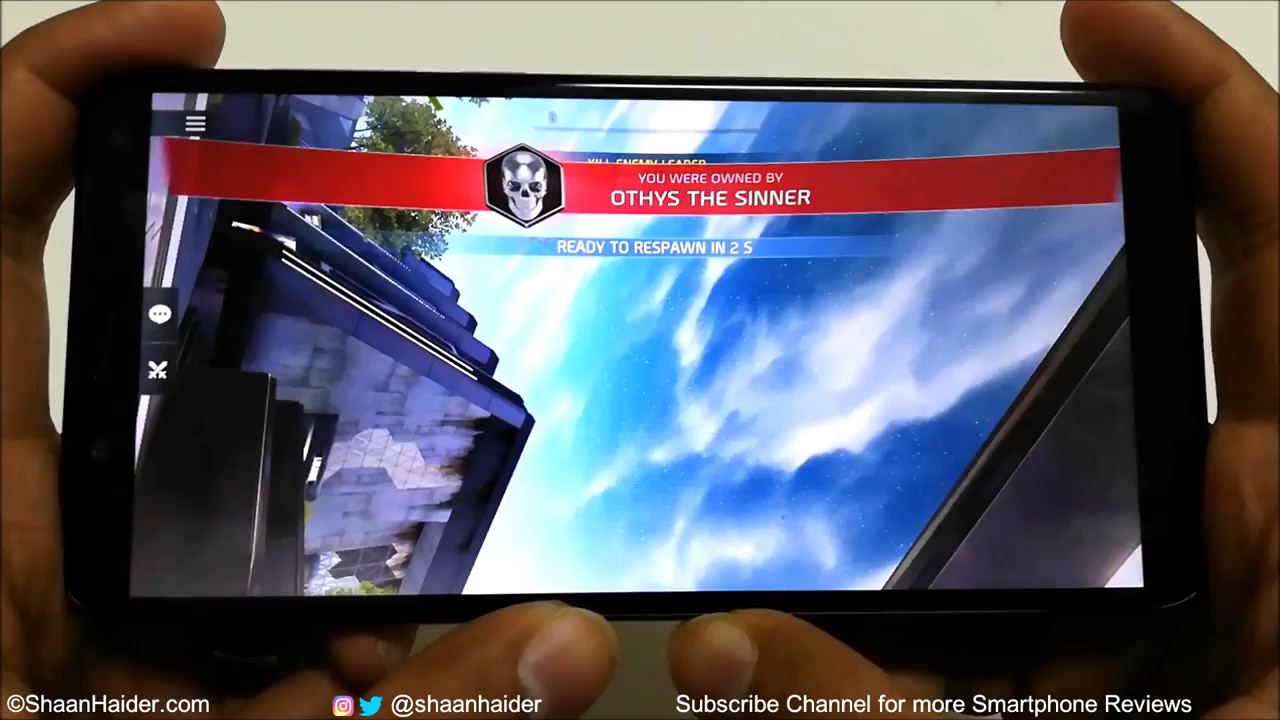 KILL ENEMY LEADER
YOU WERE OWNED BY
OTHYS THE SINNER
READY TO RESPAWN IN 2 S
©ShaanHaider.com
@shaanhaider
Subscribe Channel for more Smartphone Reviews